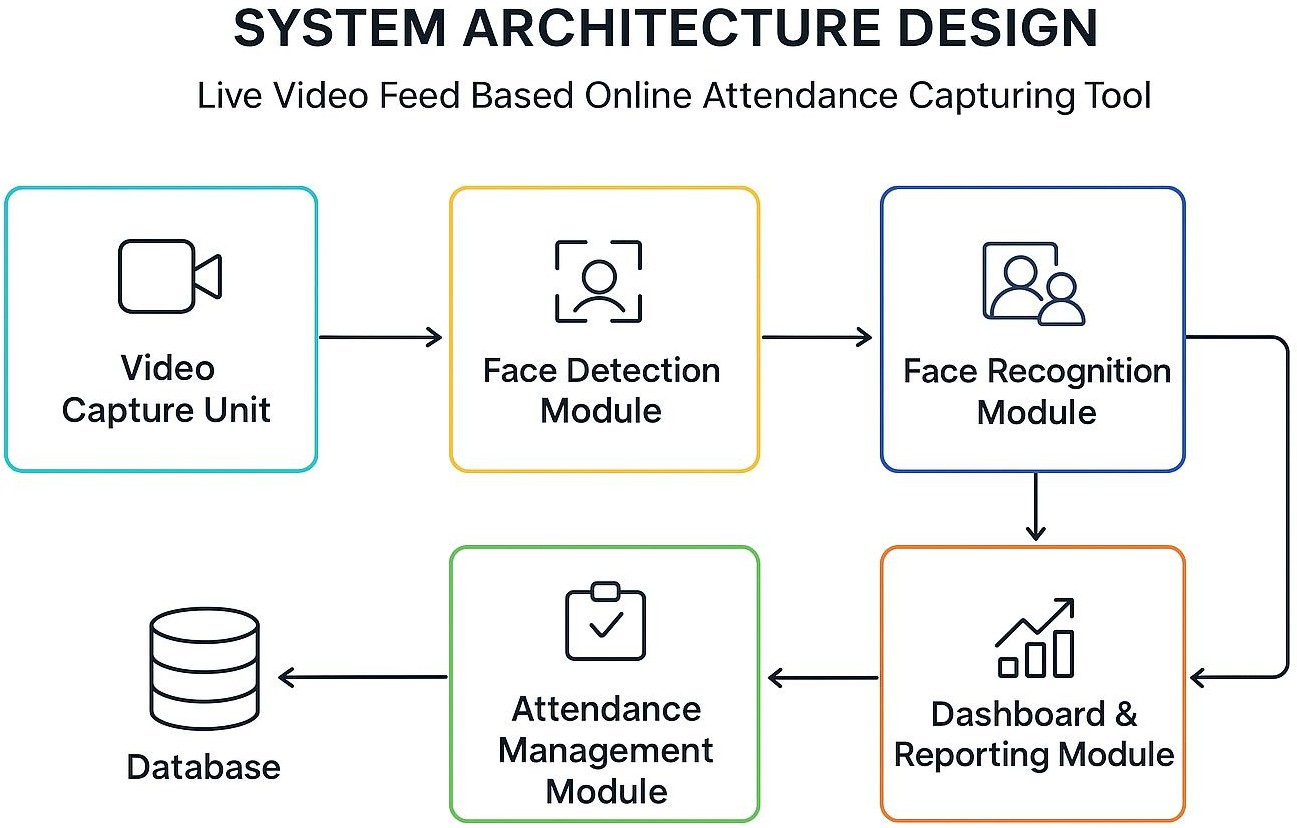 SYSTEM ARCHITECTURE DESIGN
Live Video Feed Based Online Attendance Capturing Tool
Video
Capture Unit
Face Detection
Module
Face Recognition
Module
Database
Attendance
Management
Module
Dashboard &
Reporting Module